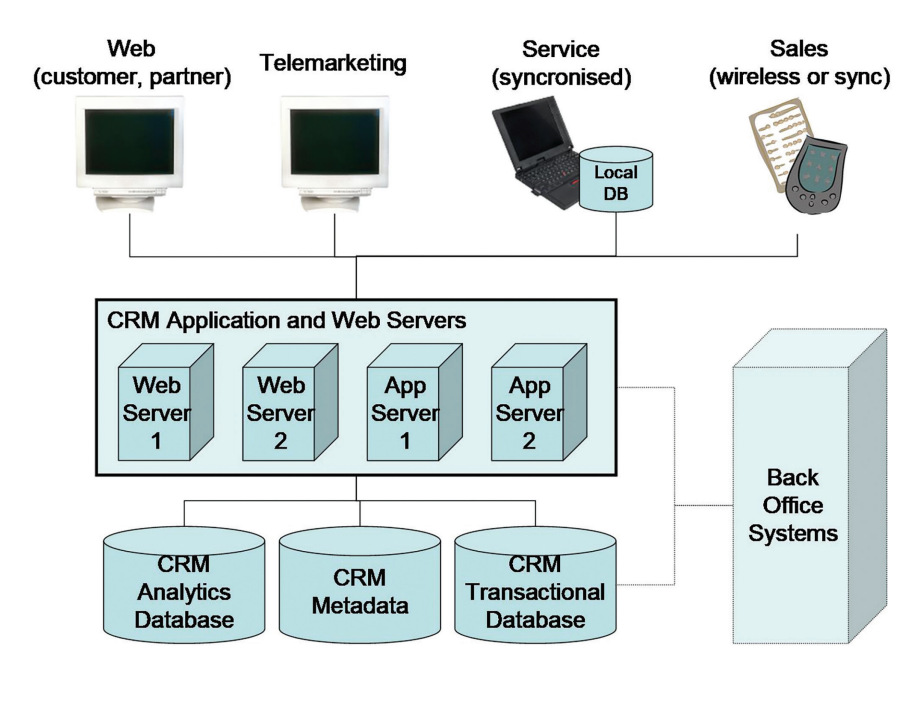 Web
(customer, partner)
Telemarketing
Service
(syncronised)
Sales
(wireless or sync)
Local
DB
CRM Application and Web Servers
Web
Server
1
Web
Server
2
App
Server
1
App
Server
2
Back
Office
Systems
CRM
Analytics
Database
CRM
Metadata
CRM
Transactional
Database